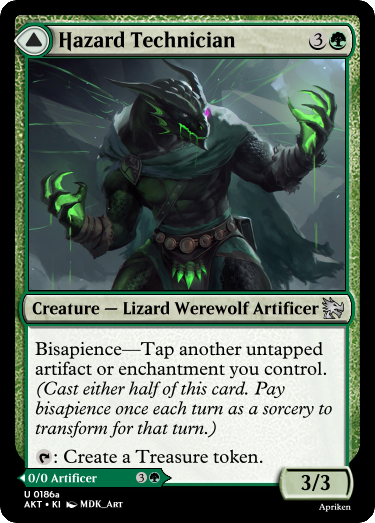 Hazard Technician 3
Creature — Lizard Werewolf Artificer
Bisapience—Tap another untapped
artifact or enchantment you control.
(Cast either half of this card. Pay
bisapience once each turn as a sorcery to
transform for that turn.)
: Create a Treasure token.
0/0 Artificer 3
3/3
U 0186a
AKT • KI MDK_Art
Apriken